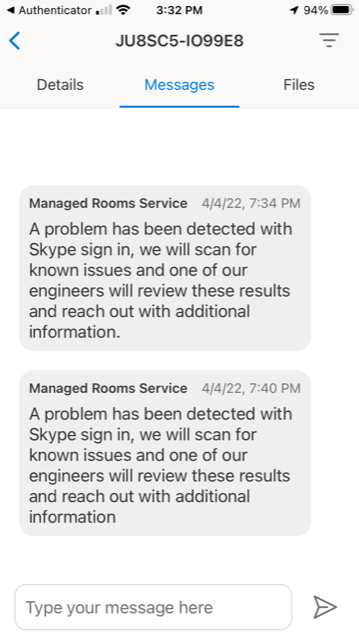 Authenticator 3:32 PM 94%
JU8SC5-IO99E8
Details Messages Files
Managed Rooms Service 4/4/22, 7:34 PM
A problem has been detected with
Skype sign in, we will scan for
known issues and one of our
engineers will review these results
and reach out with additional
information.
Managed Rooms Service 4/4/22, 7:40 PM
A problem has been detected with
Skype sign in, we will scan for
known issues and one of our
engineers will review these results
and reach out with additional
information
Type your message here